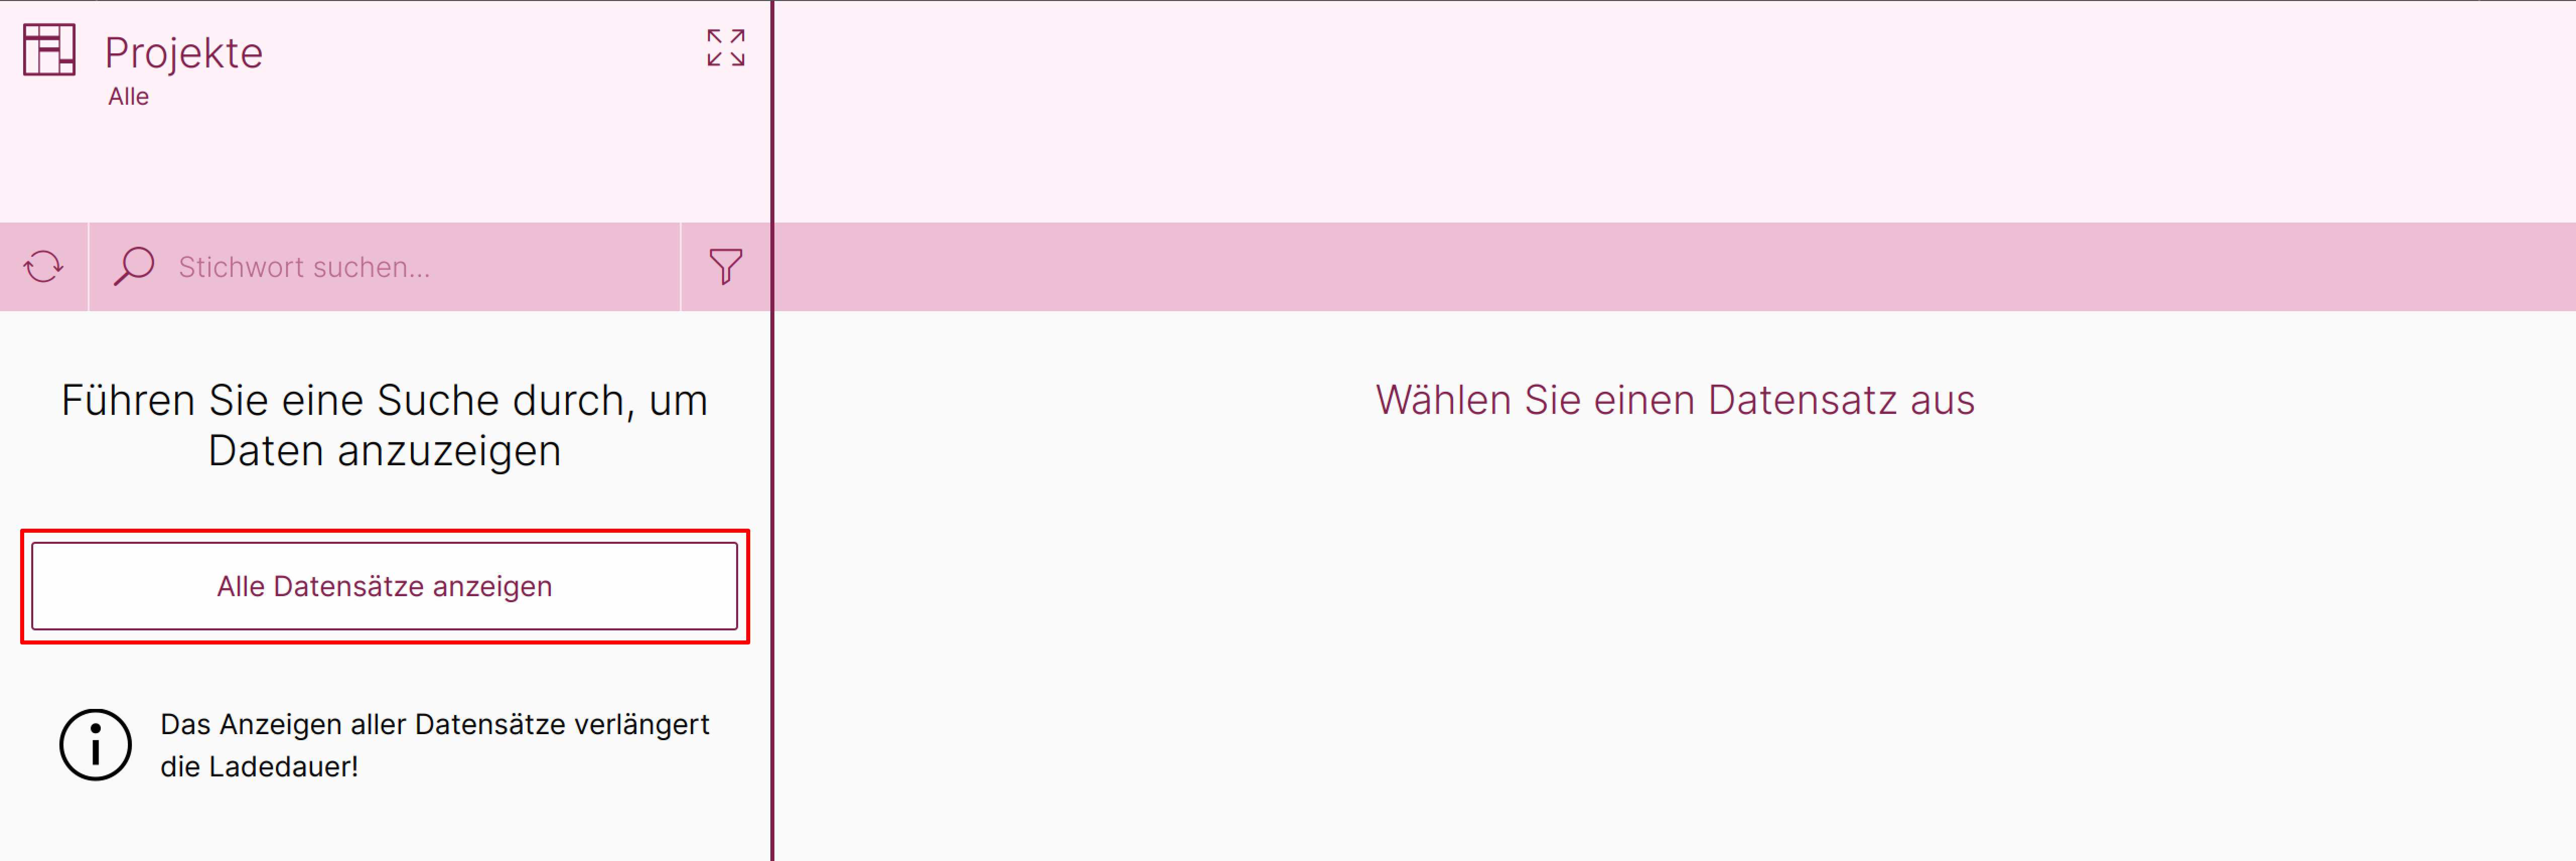 Projekte
Alle
Stichwort suchen...
Führen Sie eine Suche durch, um
Daten anzuzeigen
Wählen Sie einen Datensatz aus
Alle Datensätze anzeigen
Das Anzeigen aller Datensätze verlängert
die Ladedauer!